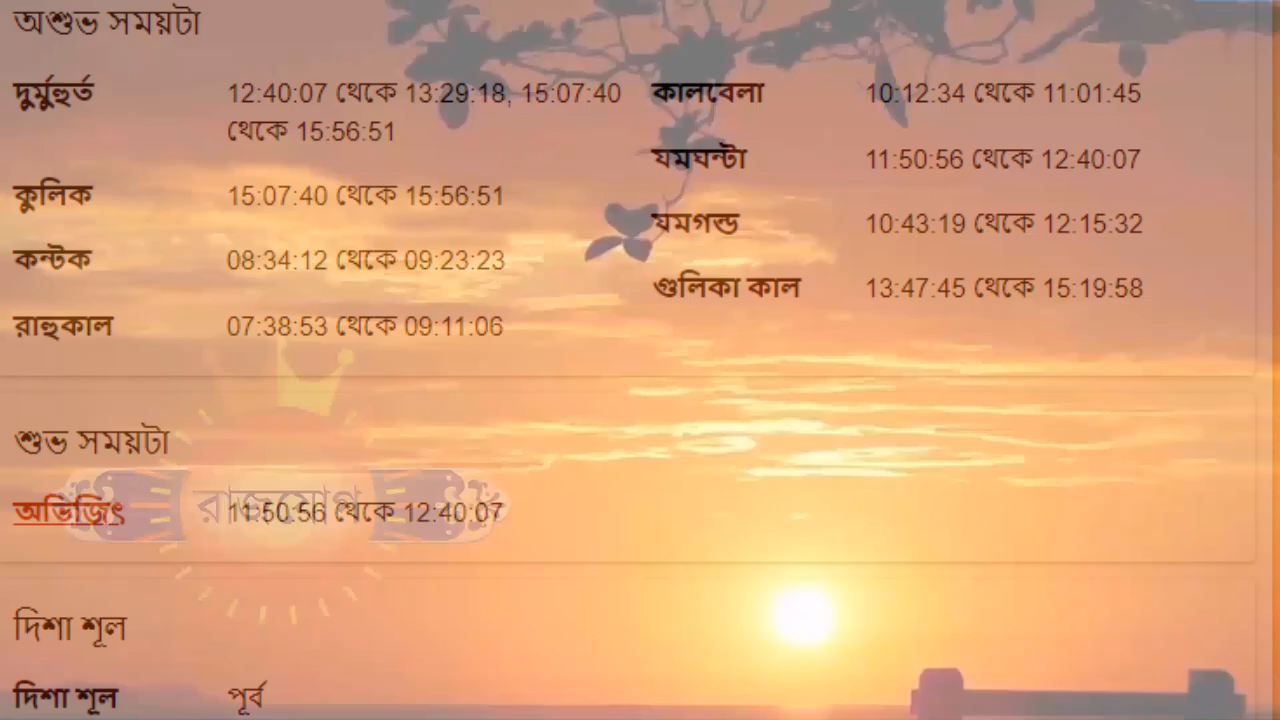 অশুভ সময়টা
দুর্মুহুর্ত 12:40:07 থেকে 13:29:18, 15:07:40 থেকে 15:56:51
কুলিক 15:07:40 থেকে 15:56:51
কন্টক 08:34:12 থেকে 09:23:23
রাহুকাল 07:38:53 থেকে 09:11:06
কালবেলা 10:12:34 থেকে 11:01:45
যমঘন্টা 11:50:56 থেকে 12:40:07
যমগন্ড 10:43:19 থেকে 12:15:32
গুলিকা কাল 13:47:45 থেকে 15:19:58
শুভ সময়টা
অভিজিৎ 11:50:56 থেকে 12:40:07
রাজযোগ
দিশা শূল
দিশা শূল পূর্ব